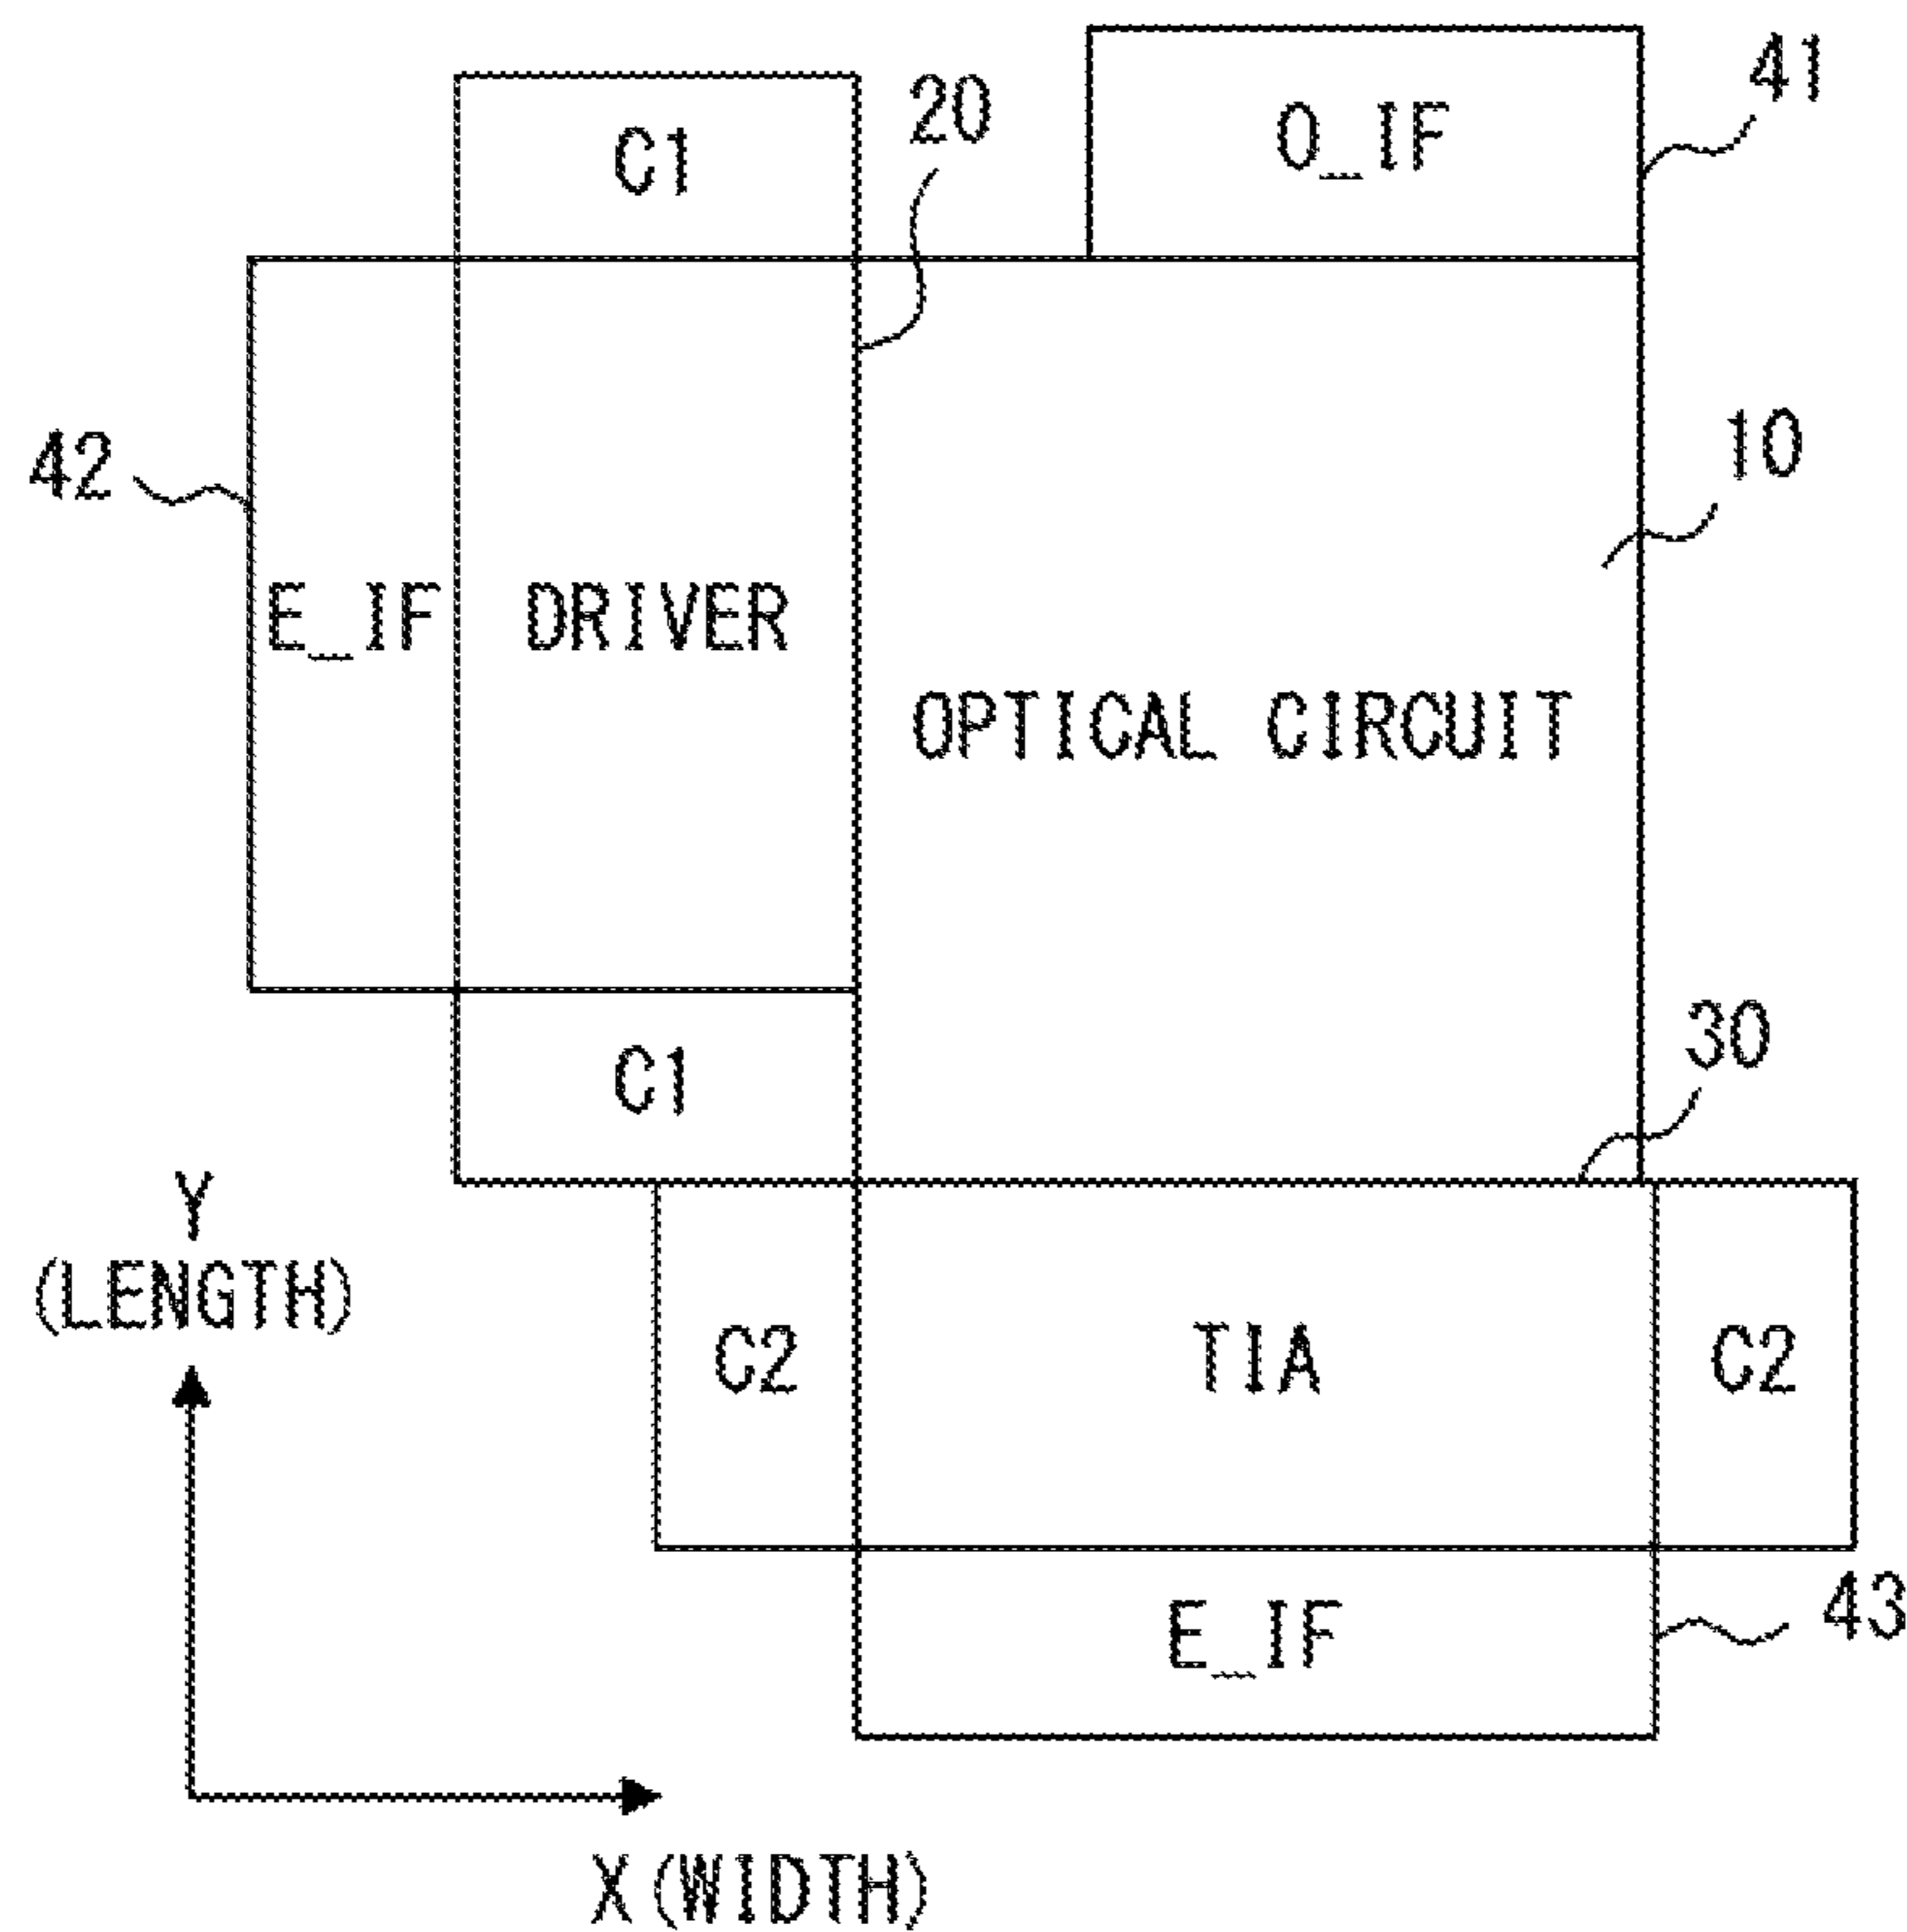 41
20
C1
O_IF
10
42
E_IF
DRIVER
OPTICAL CIRCUIT
30
C1
Y
(LENGTH)
C2
TIA
C2
E_IF
43
X (WIDTH)